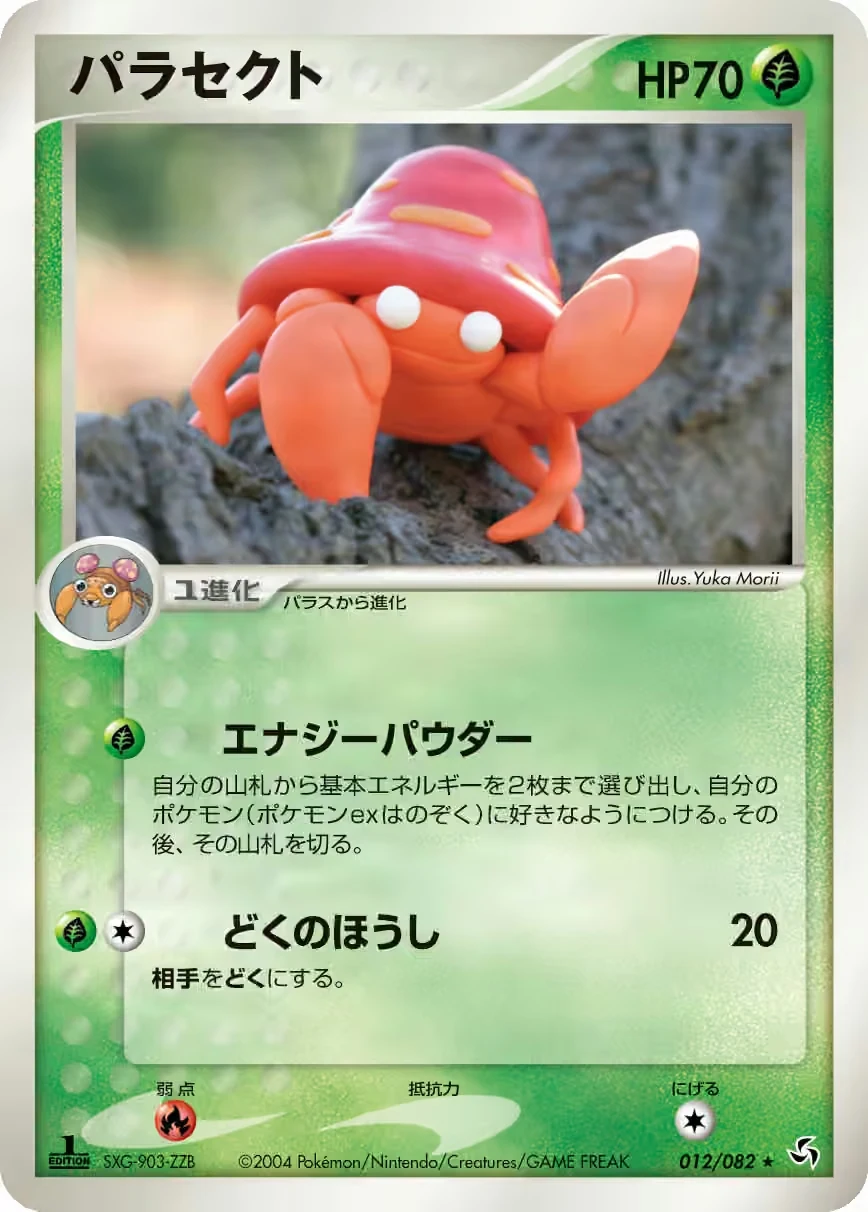 パラセクト
HP70
Illus. Yuka Morii
1進化
パラスから進化
エナジーパウダー
自分の山札から基本エネルギーを2枚まで選び出し、自分の
ポケモン(ポケモンexはのぞく)に好きなようにつける。その
後、その山札を切る。
どくのほうし 20
相手をどくにする。
弱点 抵抗力 にげる
1
EDITION SXG-903-ZZB ©2004 Pokémon/Nintendo/Creatures/GAME FREAK 012/082 ★